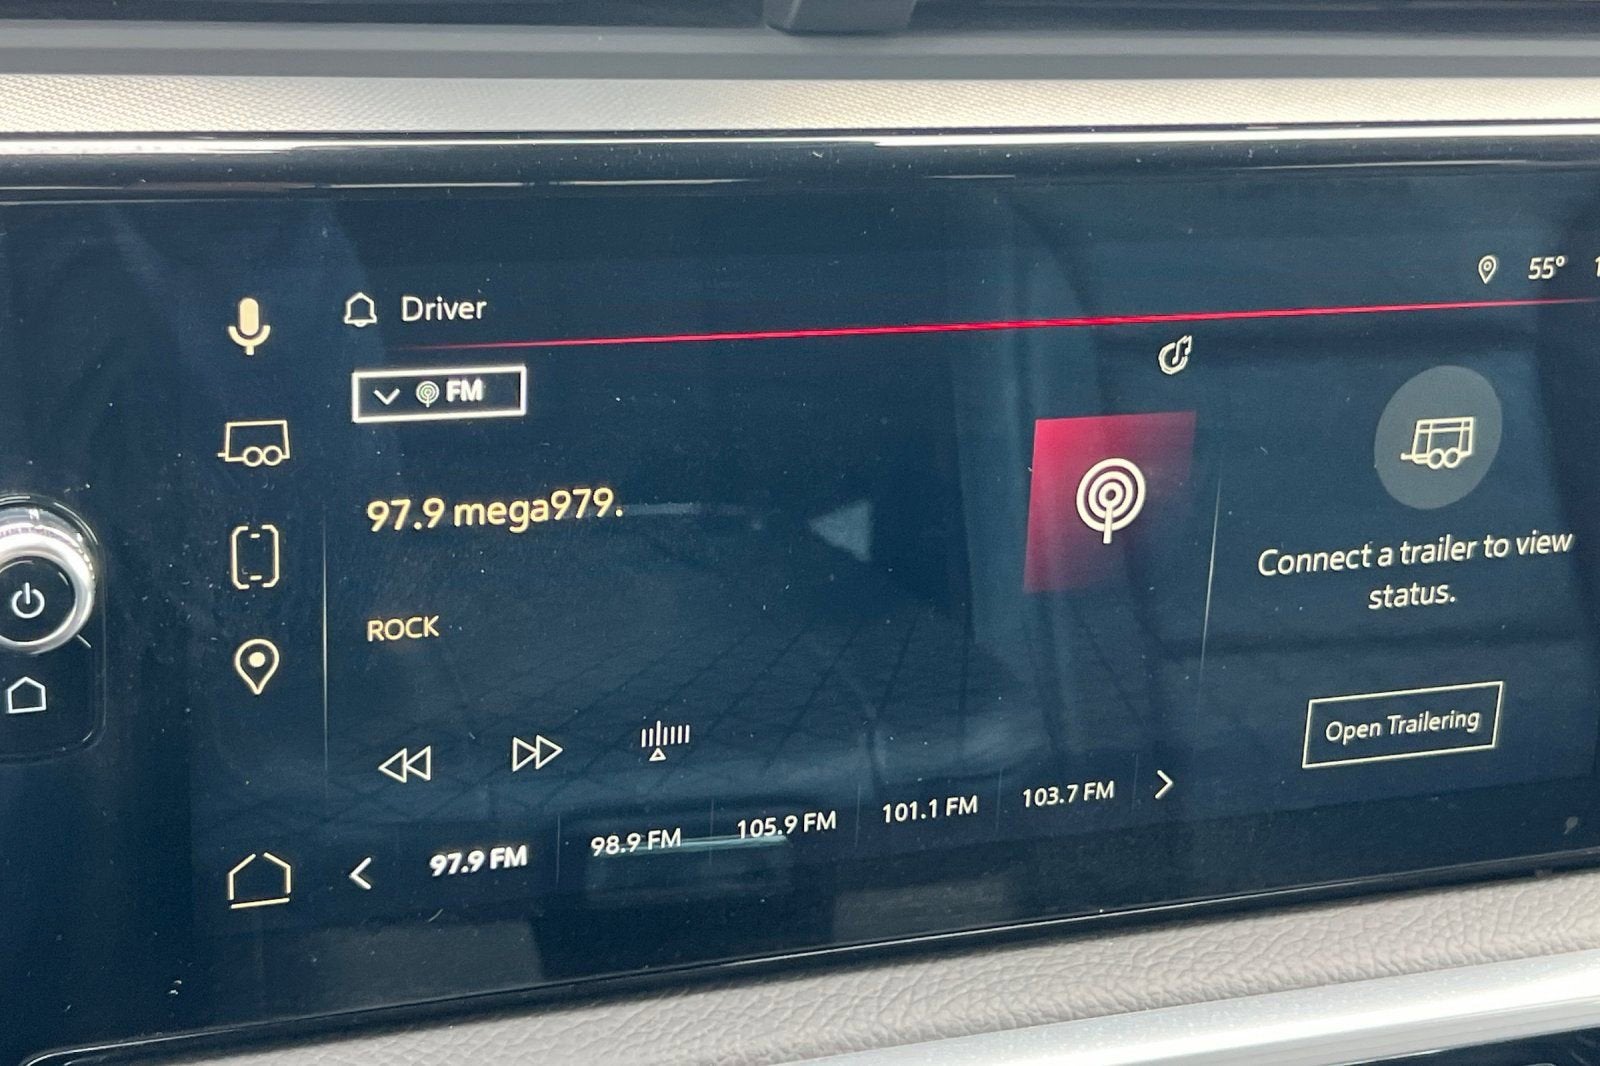 Driver
55°
FM
97.9 mega979.
ROCK
Connect a trailer to view
status.
Open Trailering
97.9 FM
98.9 FM
105.9 FM
101.1 FM
103.7 FM